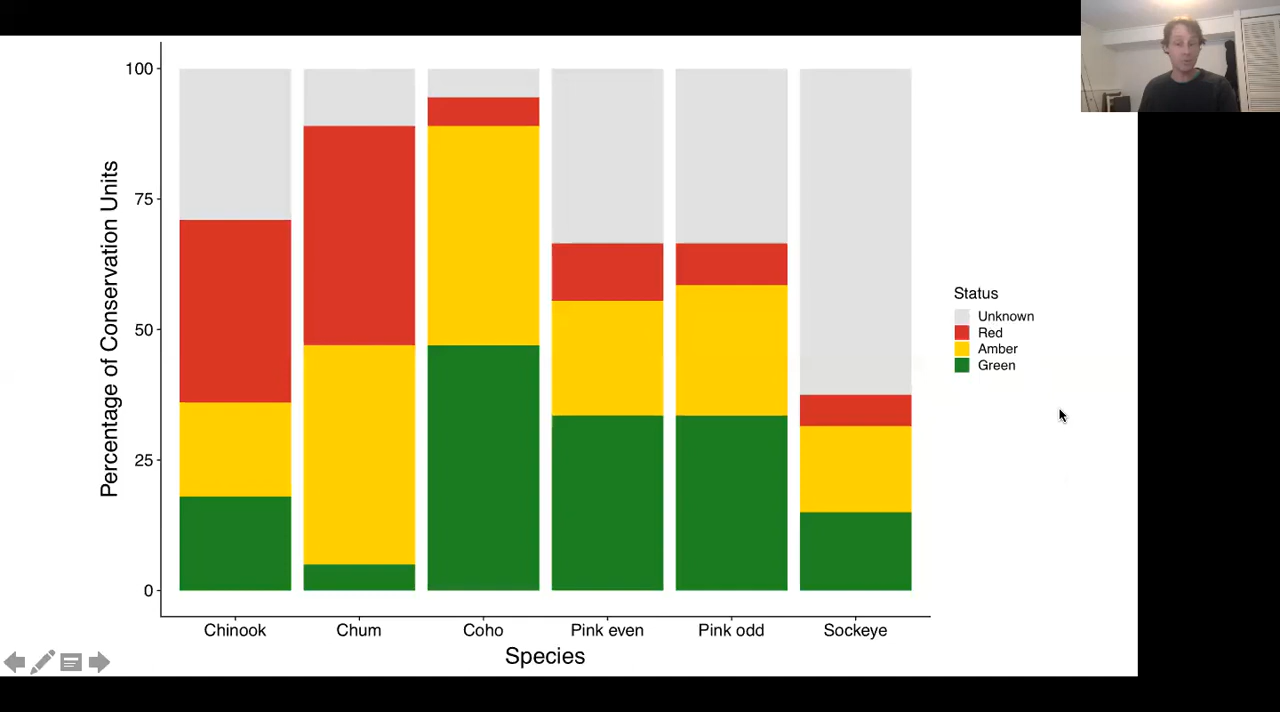 100
75
50
25
0
Percentage of Conservation Units
Chinook
Chum
Coho
Pink even
Pink odd
Sockeye
Species
Status
Unknown
Red
Amber
Green